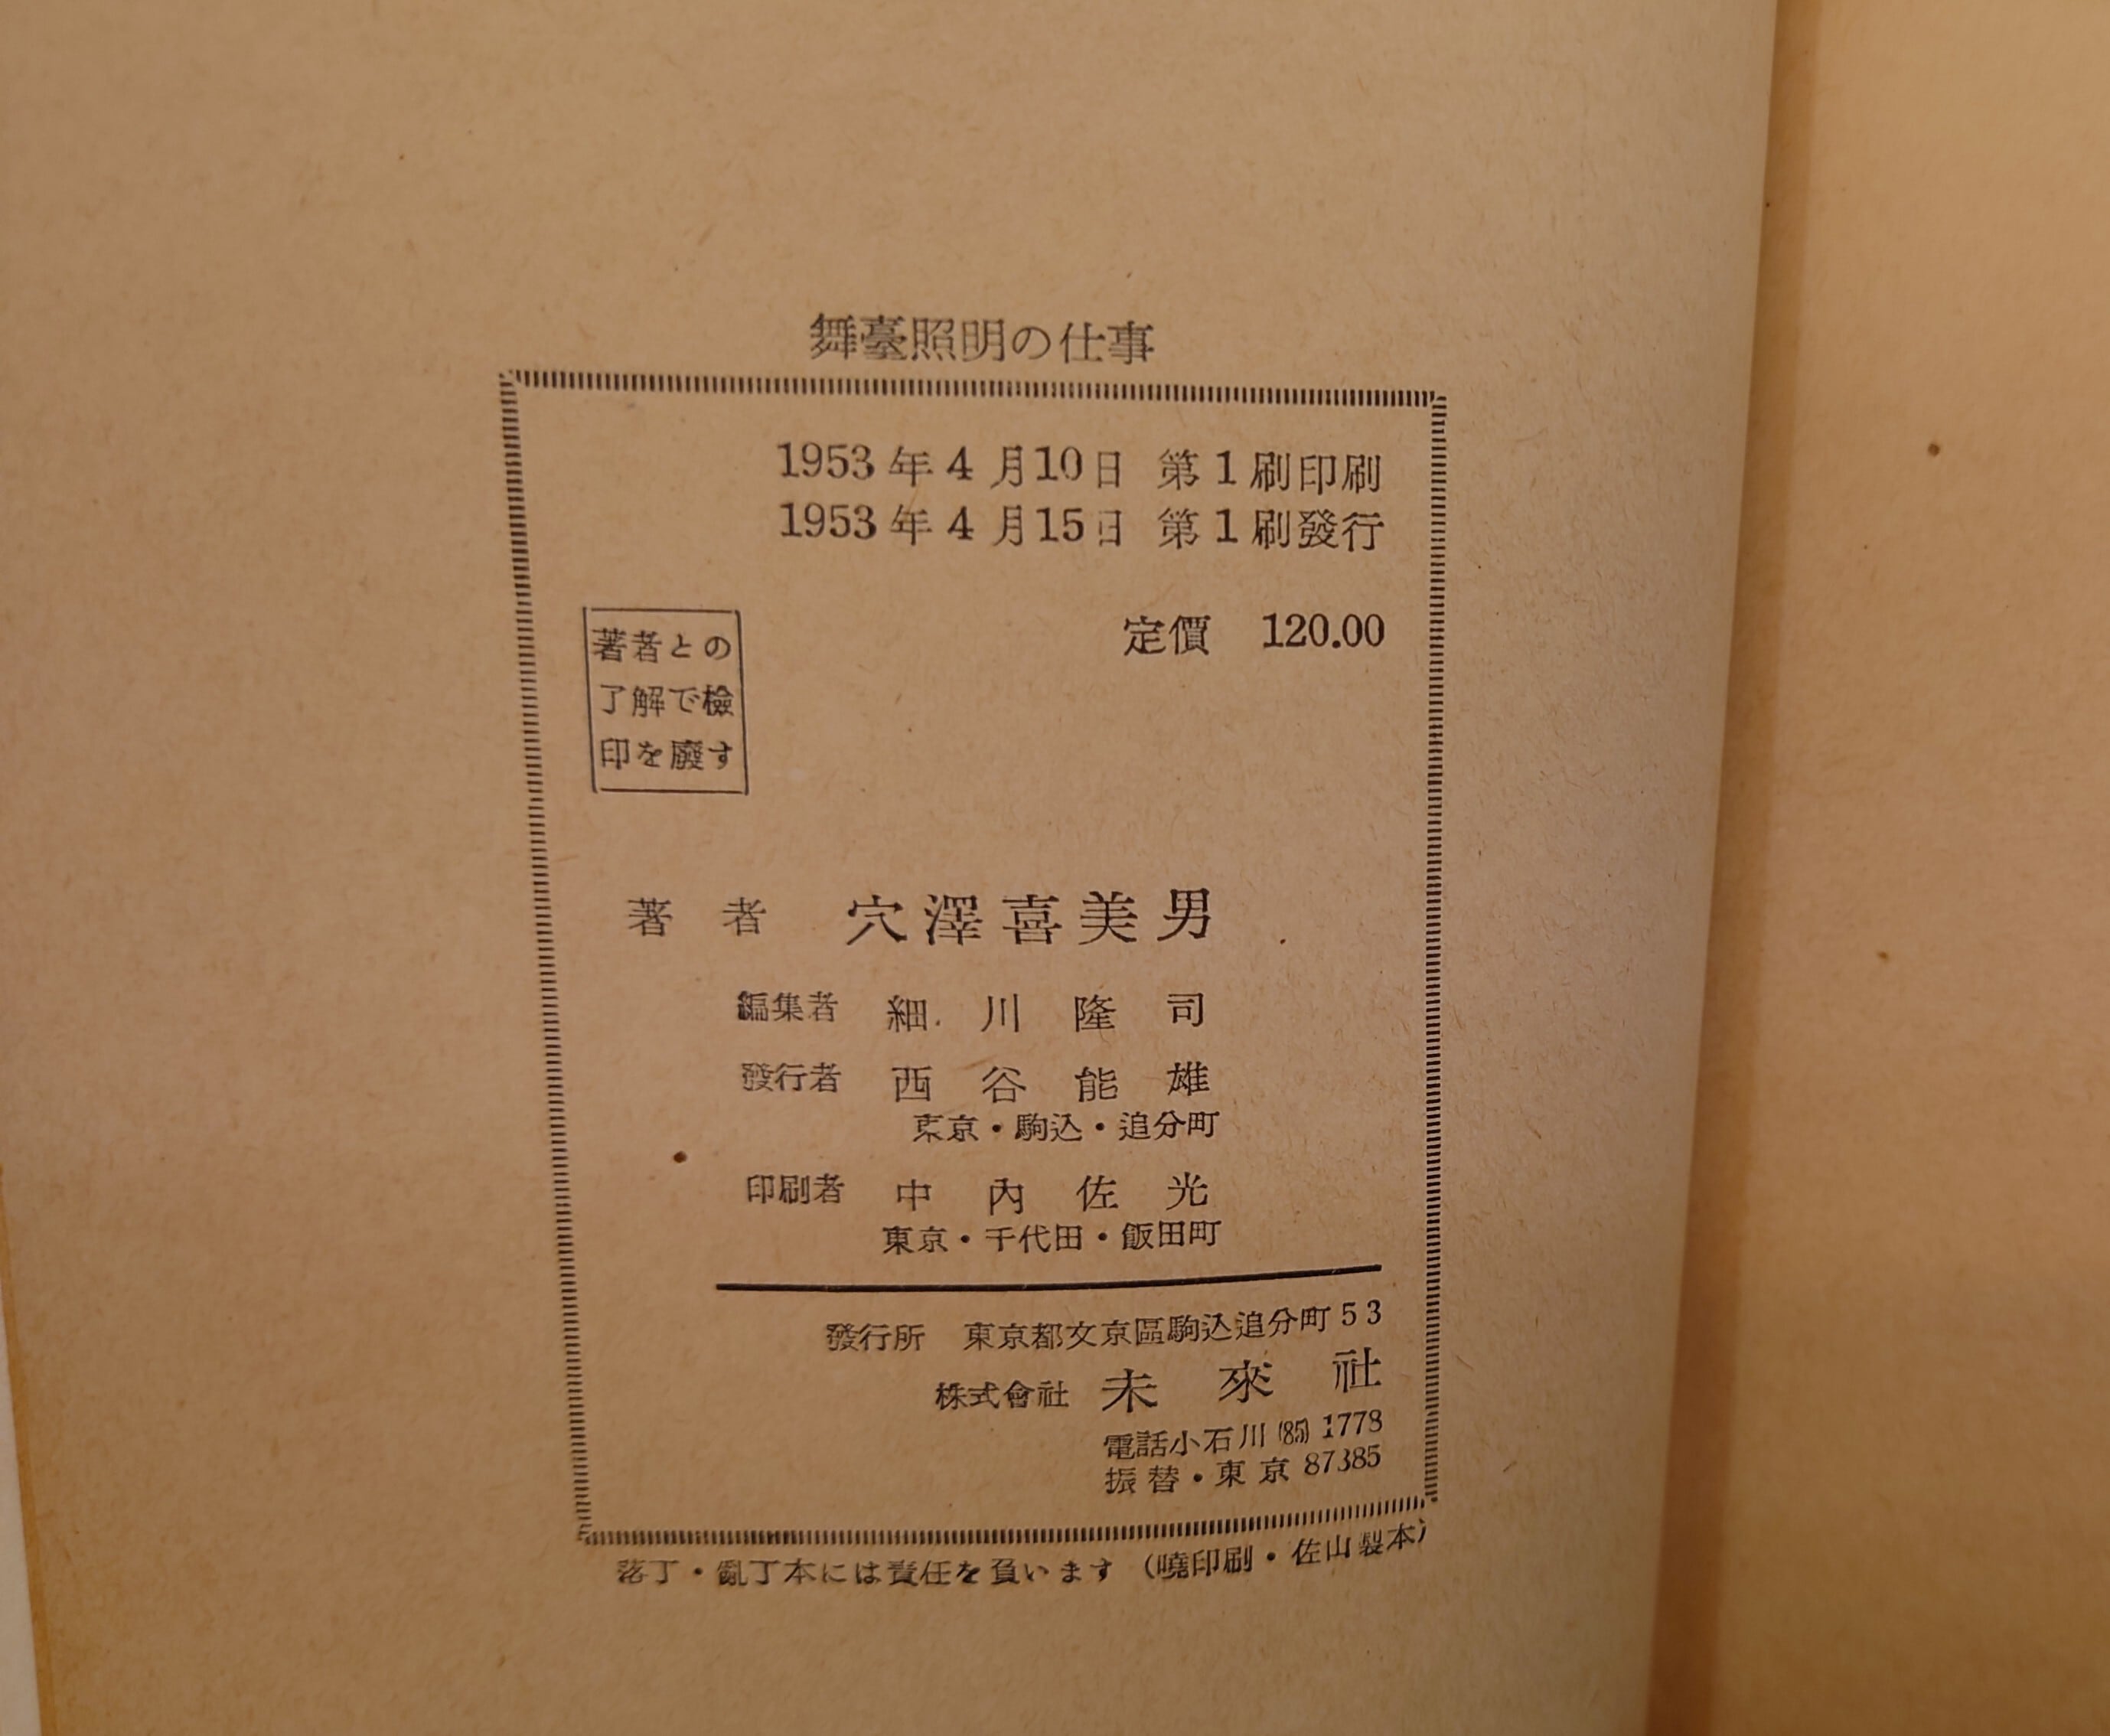 舞臺照明の仕事
1953年4月10日 第1刷印刷
1953年4月15日 第1刷發行
定價 120.00
著者との
了解で檢
印を廢す
著者 穴澤喜美男
編集者 細川隆司
發行者 西谷能雄
東京・駒込・追分町
印刷者 中內佐光
東京・千代田・飯田町
發行所 東京都文京區駒込追分町53
株式會社 未來社
電話小石川(85)1778
振替・東京87385
落丁・亂丁本には責任を負います (曉印刷・佐山製本)